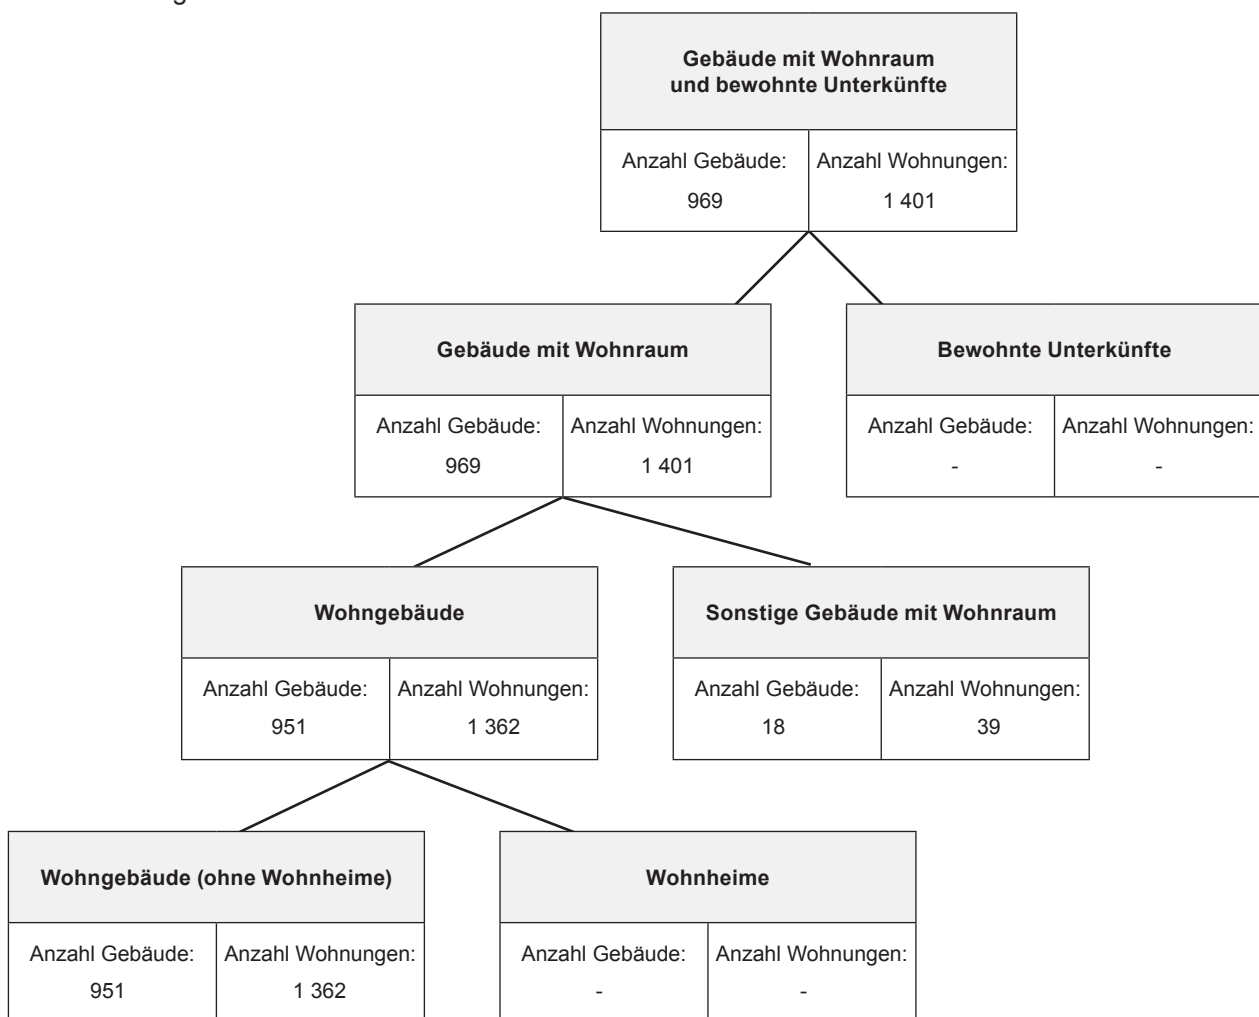 Gebäude mit Wohnraum
und bewohnte Unterkünfte
Anzahl Gebäude: Anzahl Wohnungen:
969 1 401
Gebäude mit Wohnraum
Anzahl Gebäude: Anzahl Wohnungen:
969 1 401
Bewohnte Unterkünfte
Anzahl Gebäude: Anzahl Wohnungen:
- -
Wohngebäude
Anzahl Gebäude: Anzahl Wohnungen:
951 1 362
Sonstige Gebäude mit Wohnraum
Anzahl Gebäude: Anzahl Wohnungen:
18 39
Wohngebäude (ohne Wohnheime)
Anzahl Gebäude: Anzahl Wohnungen:
951 1 362
Wohnheime
Anzahl Gebäude: Anzahl Wohnungen:
- -